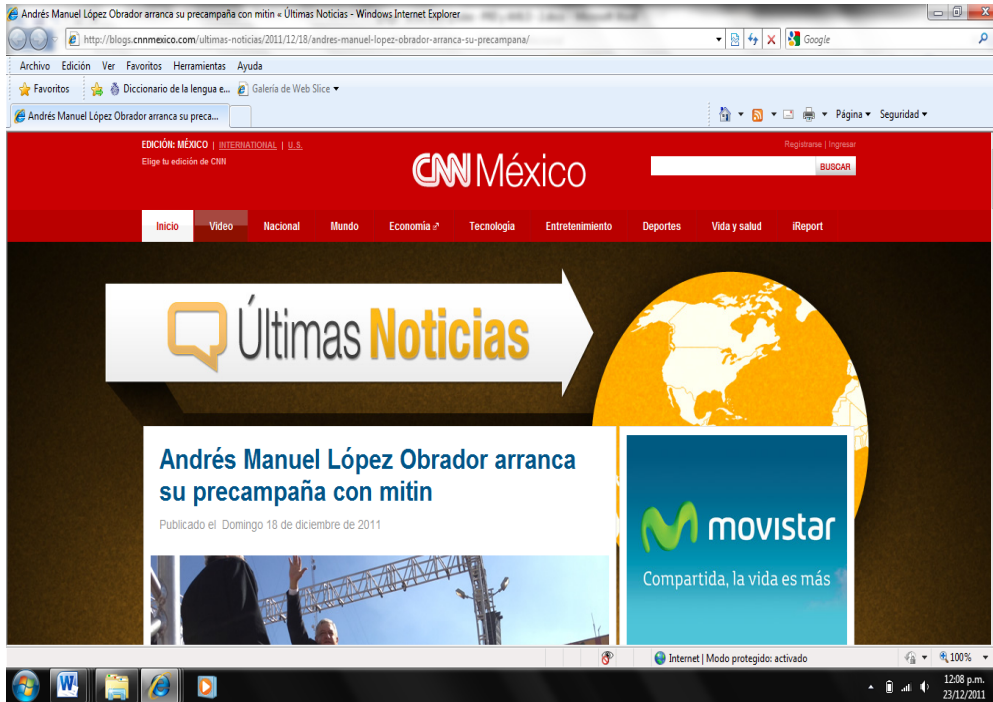 Andrés Manuel López Obrador arranca su precampaña con mitin « Últimas Noticias - Windows Internet Explorer
http://blogs.cnnmexico.com/ultimas-noticias/2011/12/18/andres-manuel-lopez-obrador-arranca-su-precampana/
Google
Archivo Edición Ver Favoritos Herramientas Ayuda
Favoritos Diccionario de la lengua e... Galería de Web Slice
Andrés Manuel López Obrador arranca su preca...
Página Seguridad
EDICIÓN: MÉXICO | INTERNATIONAL | U.S.
Elige tu edición de CNN
CNN México
Registrarse | Ingresar
BUSCAR
Inicio Video Nacional Mundo Economía Tecnología Entretenimiento Deportes Vida y salud iReport
Últimas Noticias
Andrés Manuel López Obrador arranca
su precampaña con mitin
Publicado el Domingo 18 de diciembre de 2011
movistar
Compartida, la vida es más
Internet | Modo protegido: activado
100%
12:08 p.m.
23/12/2011